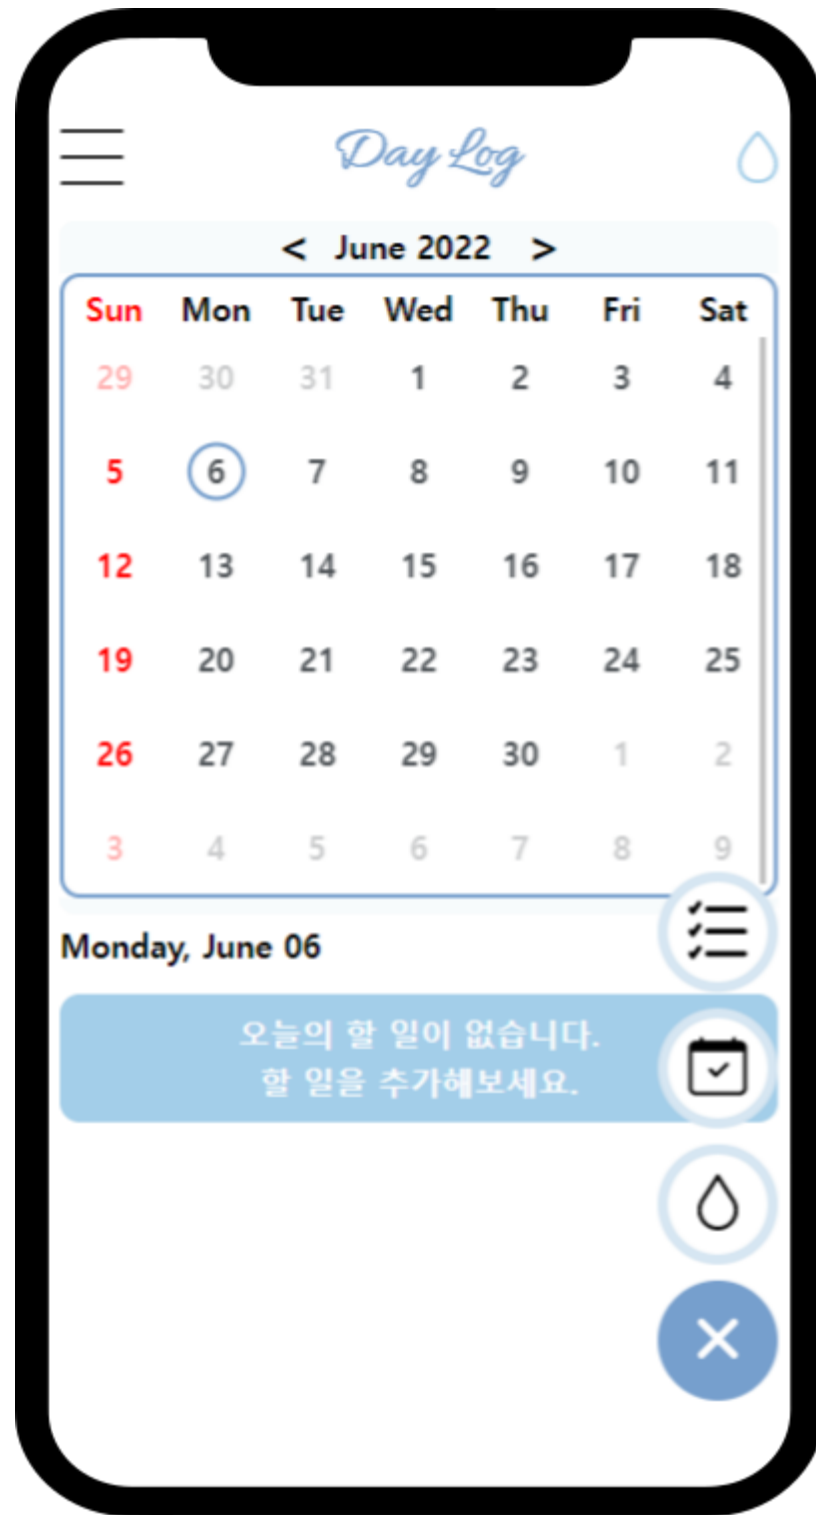 Day Log
< June 2022 >
Sun Mon Tue Wed Thu Fri Sat
29 30 31 1 2 3 4
5 6 7 8 9 10 11
12 13 14 15 16 17 18
19 20 21 22 23 24 25
26 27 28 29 30 1 2
3 4 5 6 7 8 9
Monday, June 06
오늘의 할 일이 없습니다.
할 일을 추가해보세요.